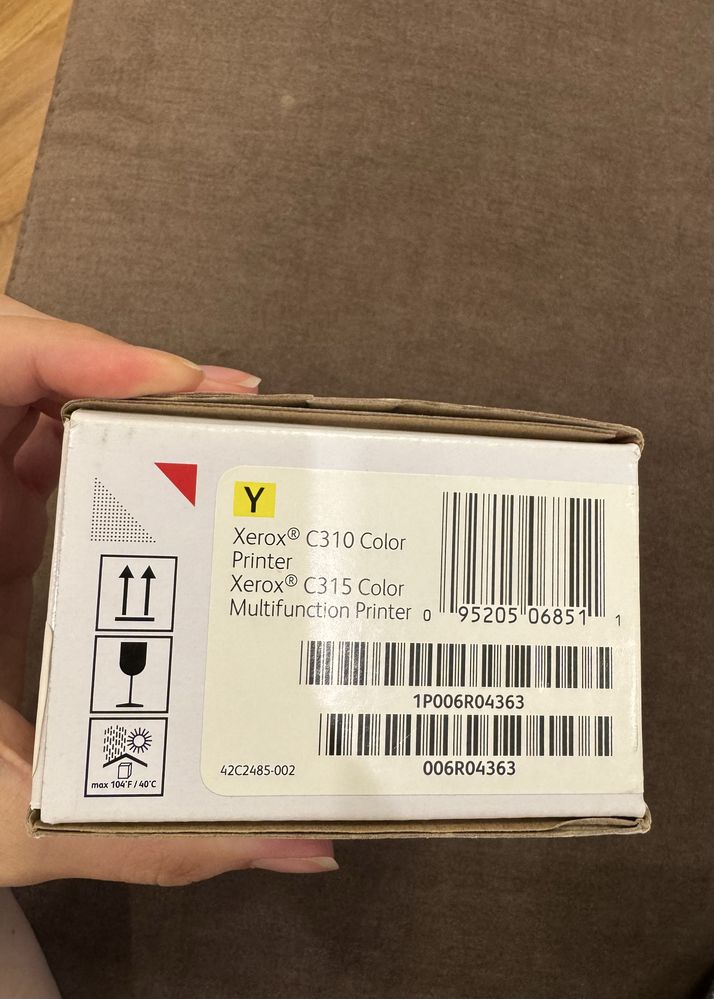 Y
Xerox® C310 Color
Printer
Xerox® C315 Color
Multifunction Printer
0 95205 06851 1
1P006R04363
006R04363
42C2485-002
max 104°F / 40°C